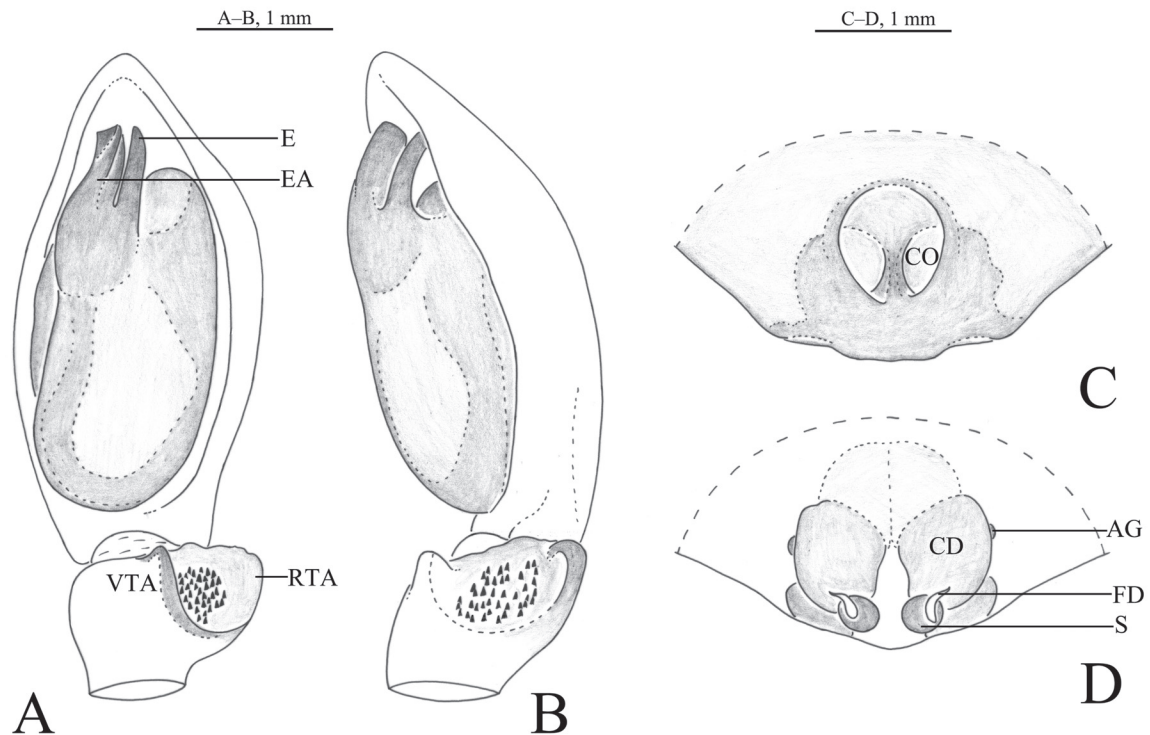 A–B, 1 mm
C–D, 1 mm
E
EA
VTA
RTA
A
B
CO
C
AG
CD
FD
S
D